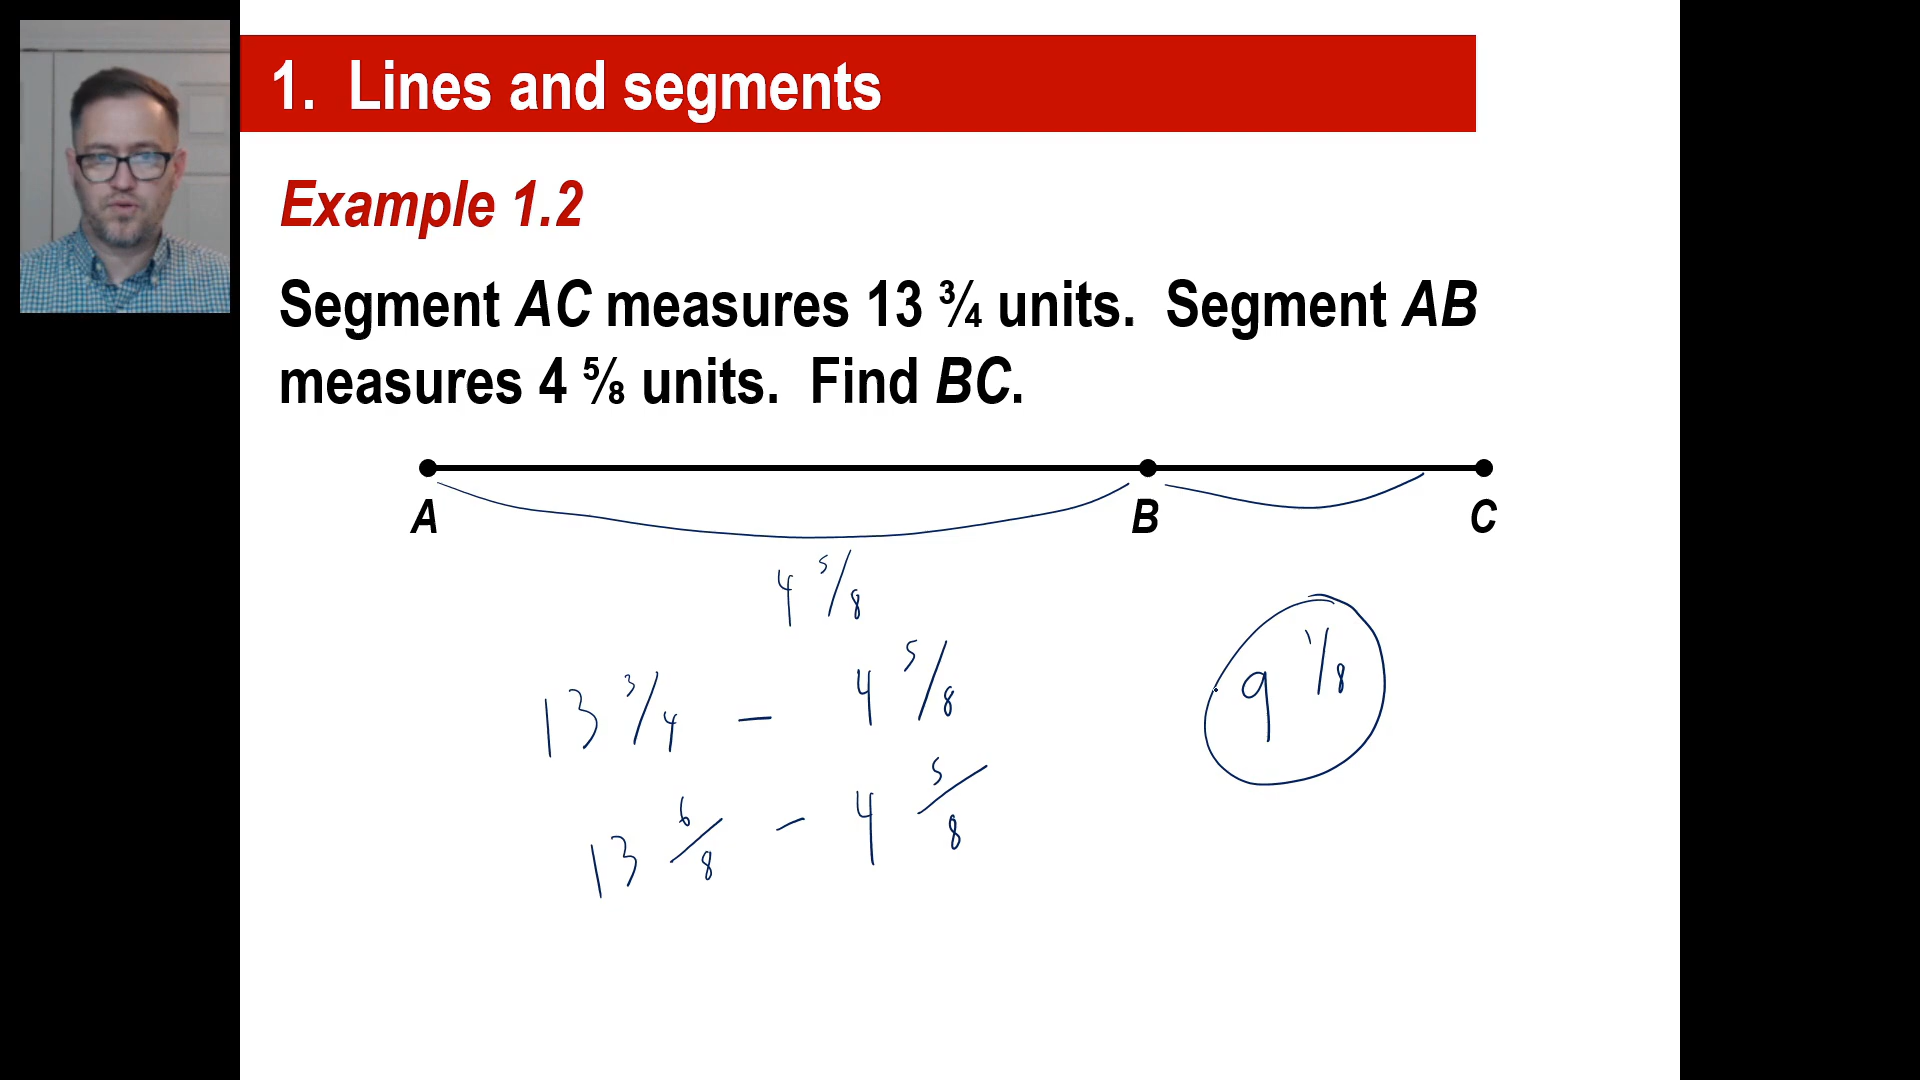 1. Lines and segments
Example 1.2
Segment AC measures 13 ¾ units. Segment AB
measures 4 ⅝ units. Find BC.
A B C
4 5/8
13 3/4 - 4 5/8
9 1/8
13 6/8 - 4 5/8